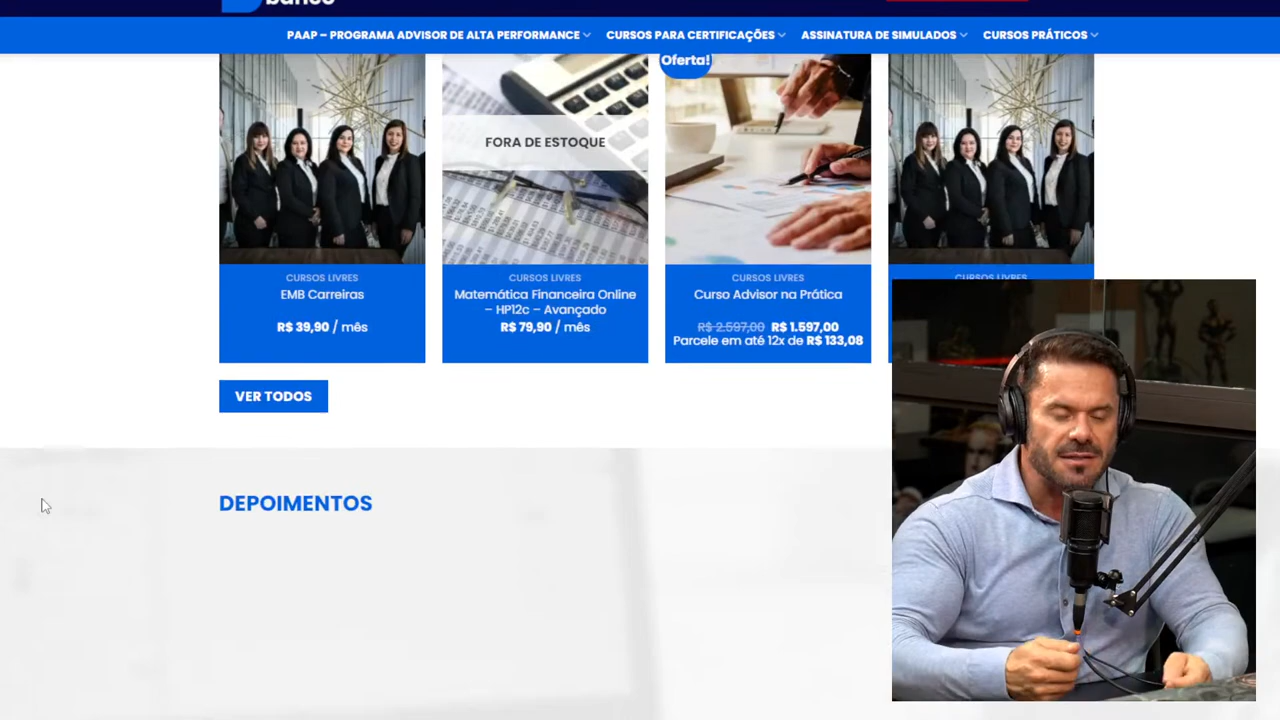 PAAP – PROGRAMA ADVISOR DE ALTA PERFORMANCE
CURSOS PARA CERTIFICAÇÕES
ASSINATURA DE SIMULADOS
CURSOS PRÁTICOS
Oferta!
FORA DE ESTOQUE
CURSOS LIVRES
EMB Carreiras
R$ 39,90 / mês
CURSOS LIVRES
Matemática Financeira Online
– HP12c – Avançado
R$ 79,90 / mês
CURSOS LIVRES
Curso Advisor na Prática
R$ 2.597,00 R$ 1.597,00
Parcele em até 12x de R$ 133,08
CURSOS LIVRES
VER TODOS
DEPOIMENTOS